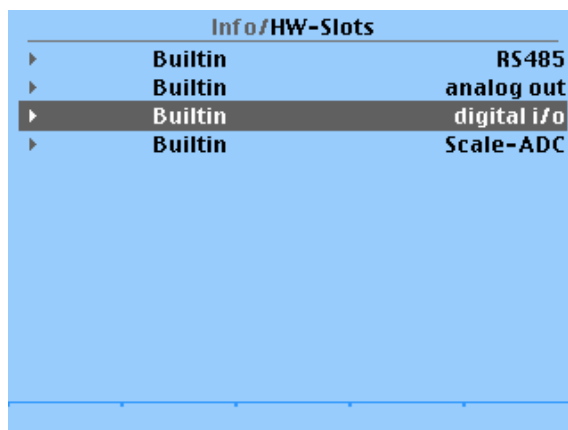 Info/HW-Slots
Builtin RS485
Builtin analog out
Builtin digital i/o
Builtin Scale-ADC